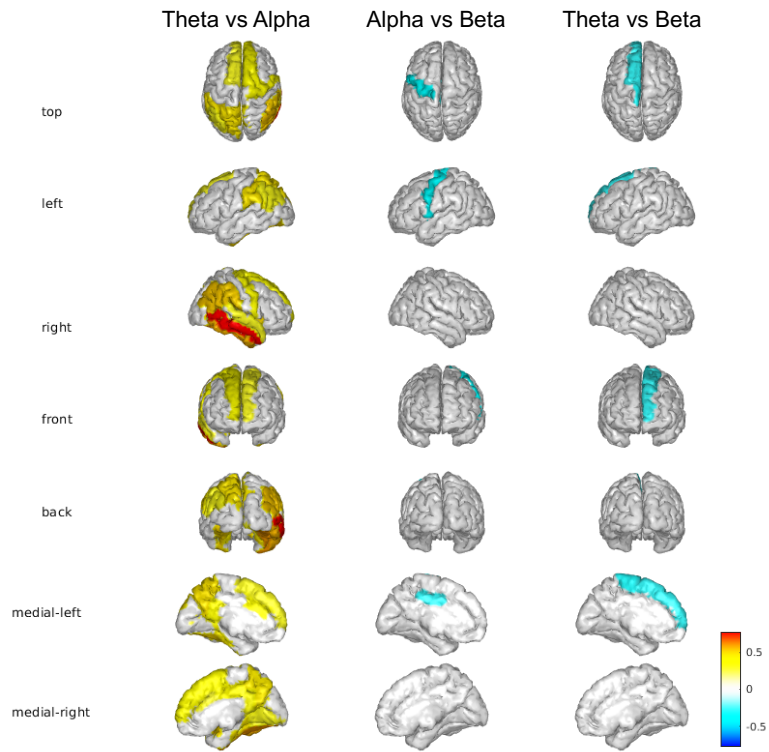 Theta vs Alpha Alpha vs Beta Theta vs Beta
top
left
right
front
back
medial-left
medial-right
0.5
0
-0.5